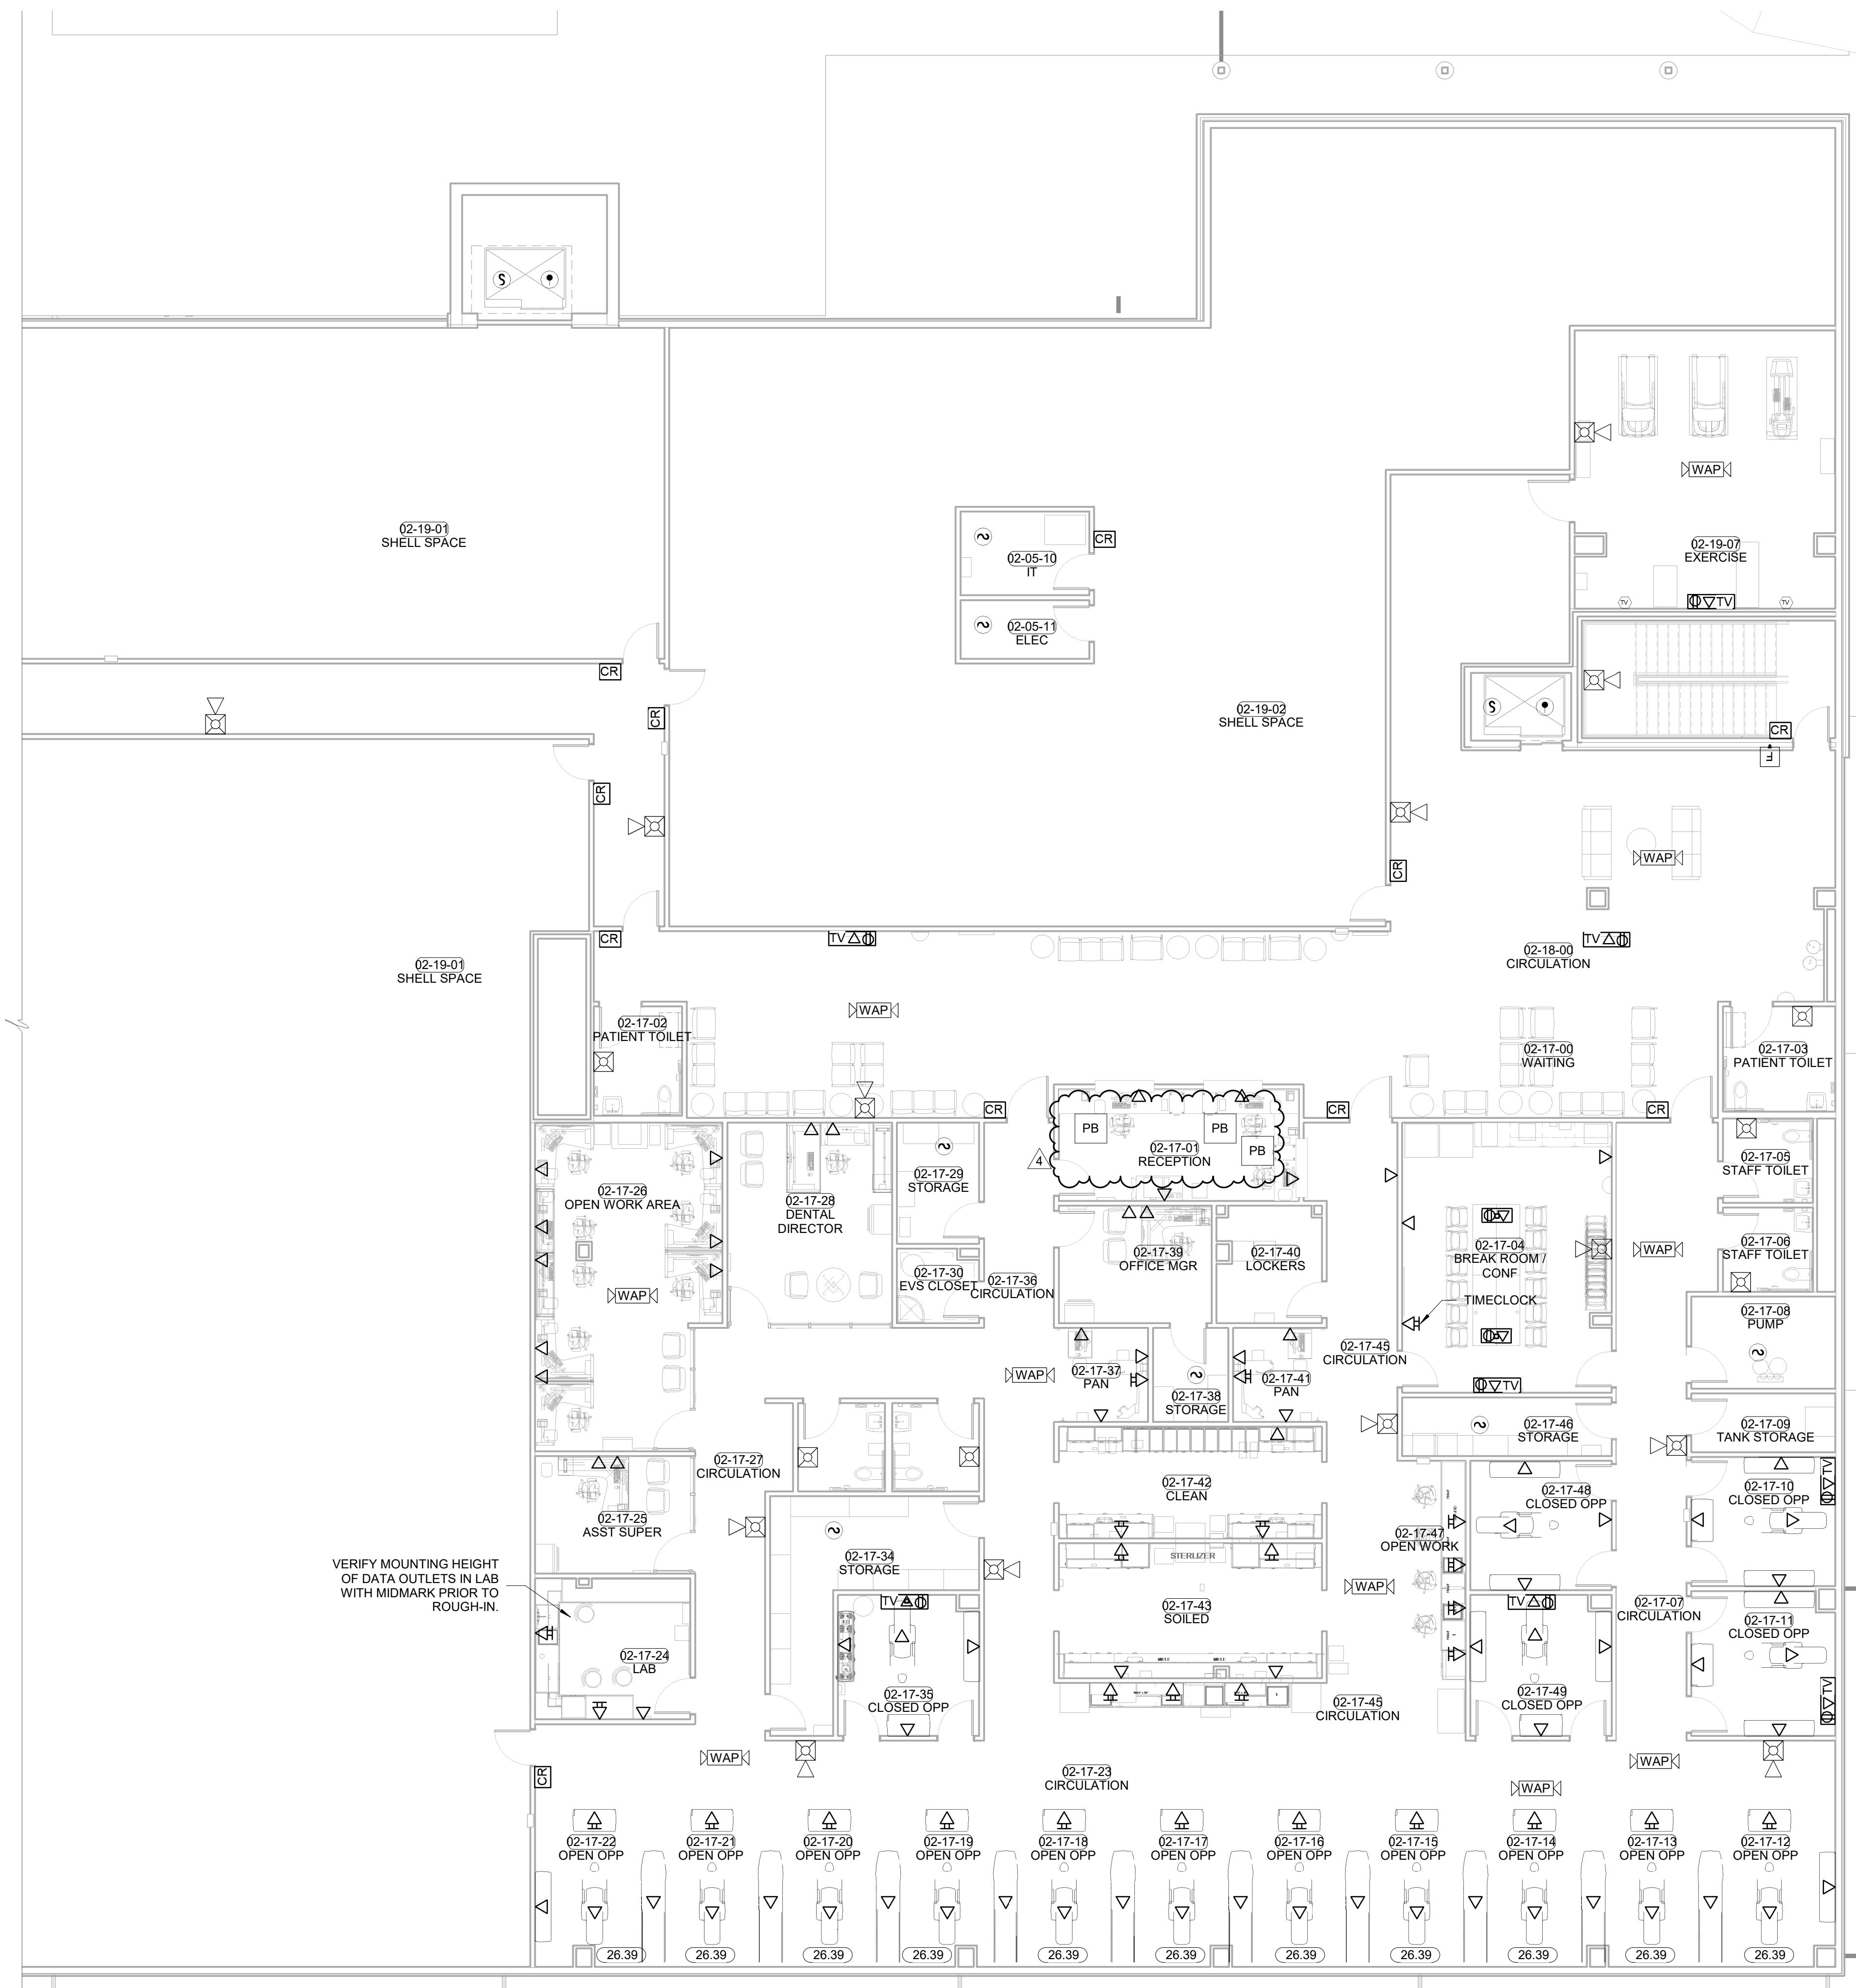 S
02-19-01
SHELL SPACE
02-05-10
IT
CR
02-05-11
ELEC
WAP
02-19-07
EXERCISE
TV
TV
TV
CR
CR
02-19-02
SHELL SPACE
S
CR
F
CR
WAP
CR
CR
TV
TV
02-18-00
CIRCULATION
02-19-01
SHELL SPACE
WAP
02-17-02
PATIENT TOILET
02-17-00
WAITING
02-17-03
PATIENT TOILET
CR
CR
CR
PB
PB
PB
02-17-01
RECEPTION
4
02-17-26
OPEN WORK AREA
02-17-28
DENTAL
DIRECTOR
02-17-29
STORAGE
02-17-05
STAFF TOILET
02-17-30
EVS CLOSET
02-17-36
CIRCULATION
02-17-39
OFFICE MGR
02-17-40
LOCKERS
02-17-04
BREAK ROOM /
CONF
WAP
02-17-06
STAFF TOILET
WAP
TIMECLOCK
02-17-08
PUMP
02-17-45
CIRCULATION
WAP
02-17-37
PAN
02-17-38
STORAGE
02-17-41
PAN
TV
02-17-46
STORAGE
02-17-09
TANK STORAGE
02-17-27
CIRCULATION
02-17-42
CLEAN
02-17-48
CLOSED OPP
02-17-10
CLOSED OPP
TV
02-17-25
ASST SUPER
02-17-47
OPEN WORK
VERIFY MOUNTING HEIGHT
OF DATA OUTLETS IN LAB
WITH MIDMARK PRIOR TO
ROUGH-IN.
02-17-34
STORAGE
STERLIZER
WAP
TV
02-17-43
SOILED
TV
02-17-07
CIRCULATION
02-17-11
CLOSED OPP
02-17-24
LAB
02-17-35
CLOSED OPP
02-17-49
CLOSED OPP
TV
02-17-45
CIRCULATION
WAP
WAP
CR
02-17-23
CIRCULATION
WAP
02-17-22
OPEN OPP
02-17-21
OPEN OPP
02-17-20
OPEN OPP
02-17-19
OPEN OPP
02-17-18
OPEN OPP
02-17-17
OPEN OPP
02-17-16
OPEN OPP
02-17-15
OPEN OPP
02-17-14
OPEN OPP
02-17-13
OPEN OPP
02-17-12
OPEN OPP
26.39
26.39
26.39
26.39
26.39
26.39
26.39
26.39
26.39
26.39
26.39